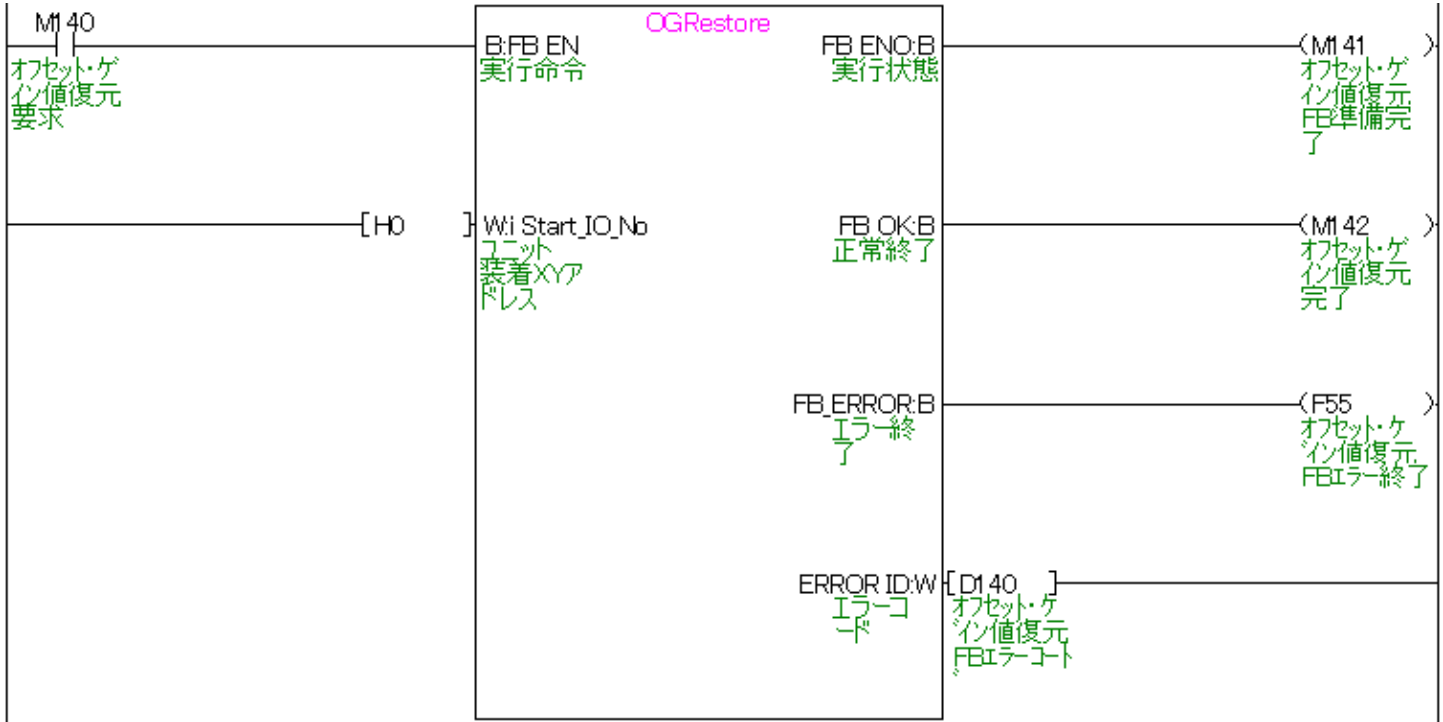 M140
オフセット・ゲ
イン値復元
要求
OGRestore
B:FB EN
実行命令
FB ENO:B
実行状態
(M141 )
オフセット・ゲ
イン値復元
FB準備完
了
[H0 ]
W:i Start_IO_No
ユニット
装着XYア
ドレス
FB OK:B
正常終了
(M142 )
オフセット・ゲ
イン値復元
完了
FB_ERROR:B
エラー終
了
(F55 )
オフセット・ケ
゙イン値復元
FBエラー終了
ERROR ID:W
エラーコ
ード
[D140 ]
オフセット・ケ
゙イン値復元
FBエラーコート
゙